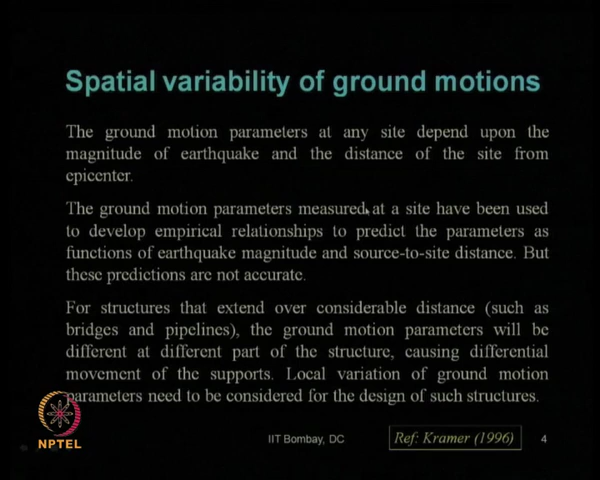 Spatial variability of ground motions
The ground motion parameters at any site depend upon the
magnitude of earthquake and the distance of the site from
epicenter.
The ground motion parameters measured at a site have been used
to develop empirical relationships to predict the parameters as
functions of earthquake magnitude and source-to-site distance. But
these predictions are not accurate.
For structures that extend over considerable distance (such as
bridges and pipelines), the ground motion parameters will be
different at different part of the structure, causing differential
movement of the supports. Local variation of ground motion
parameters need to be considered for the design of such structures.
NPTEL
IIT Bombay, DC
Ref: Kramer (1996)
4